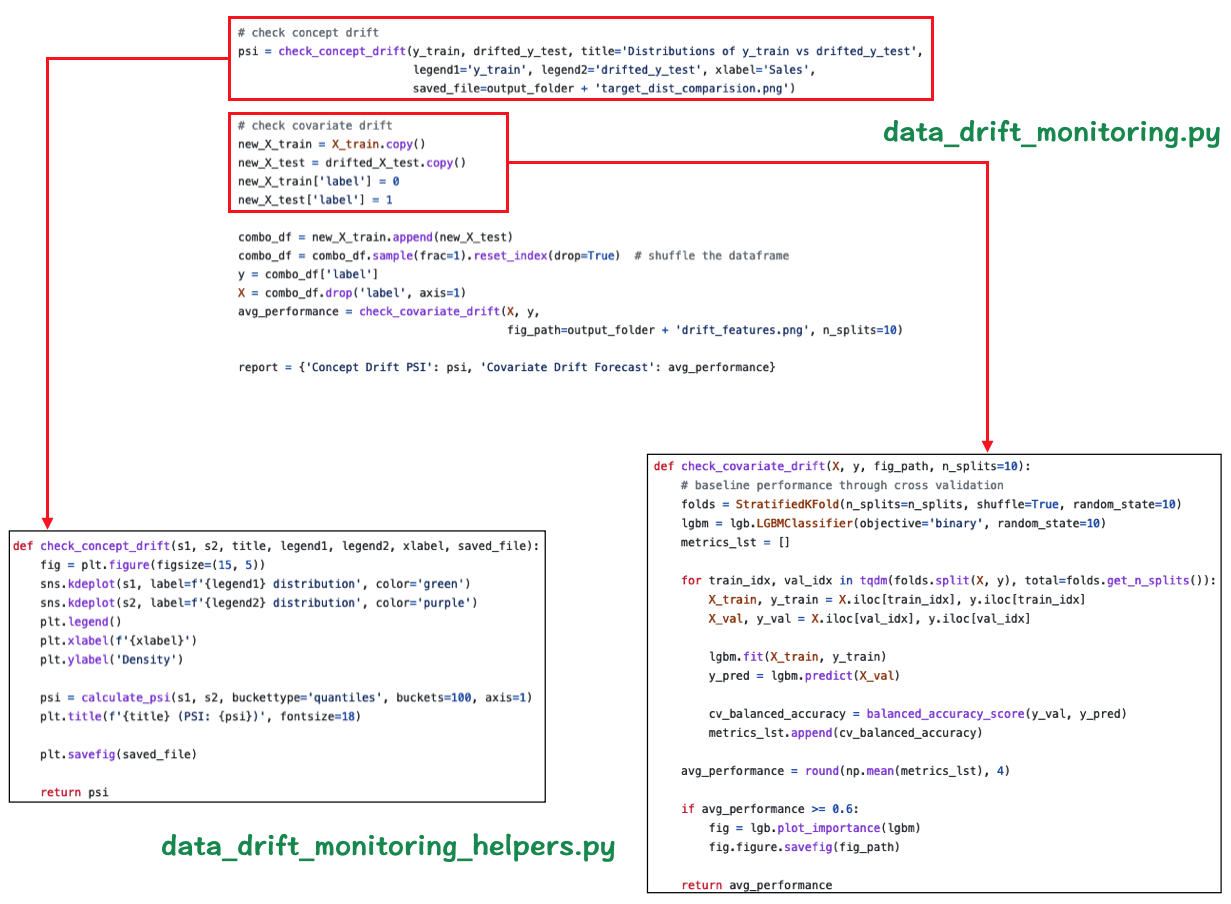 # check concept drift
psi = check_concept_drift(y_train, drifted_y_test, title='Distributions of y_train vs drifted_y_test',
legend1='y_train', legend2='drifted_y_test', xlabel='Sales',
saved_file=output_folder + 'target_dist_comparision.png')
# check covariate drift
new_X_train = X_train.copy()
new_X_test = drifted_X_test.copy()
new_X_train['label'] = 0
new_X_test['label'] = 1
data_drift_monitoring.py
combo_df = new_X_train.append(new_X_test)
combo_df = combo_df.sample(frac=1).reset_index(drop=True)  # shuffle the dataframe
y = combo_df['label']
X = combo_df.drop('label', axis=1)
avg_performance = check_covariate_drift(X, y,
fig_path=output_folder + 'drift_features.png', n_splits=10)
report = {'Concept Drift PSI': psi, 'Covariate Drift Forecast': avg_performance}
def check_concept_drift(s1, s2, title, legend1, legend2, xlabel, saved_file):
fig = plt.figure(figsize=(15, 5))
sns.kdeplot(s1, label=f'{legend1} distribution', color='green')
sns.kdeplot(s2, label=f'{legend2} distribution', color='purple')
plt.legend()
plt.xlabel(f'{xlabel}')
plt.ylabel('Density')
psi = calculate_psi(s1, s2, buckettype='quantiles', buckets=100, axis=1)
plt.title(f'{title} (PSI: {psi})', fontsize=18)
plt.savefig(saved_file)
return psi
data_drift_monitoring_helpers.py
def check_covariate_drift(X, y, fig_path, n_splits=10):
# baseline performance through cross validation
folds = StratifiedKFold(n_splits=n_splits, shuffle=True, random_state=10)
lgbm = lgb.LGBMClassifier(objective='binary', random_state=10)
metrics_lst = []
for train_idx, val_idx in tqdm(folds.split(X, y), total=folds.get_n_splits()):
X_train, y_train = X.iloc[train_idx], y.iloc[train_idx]
X_val, y_val = X.iloc[val_idx], y.iloc[val_idx]
lgbm.fit(X_train, y_train)
y_pred = lgbm.predict(X_val)
cv_balanced_accuracy = balanced_accuracy_score(y_val, y_pred)
metrics_lst.append(cv_balanced_accuracy)
avg_performance = round(np.mean(metrics_lst), 4)
if avg_performance >= 0.6:
fig = lgb.plot_importance(lgbm)
fig.figure.savefig(fig_path)
return avg_performance